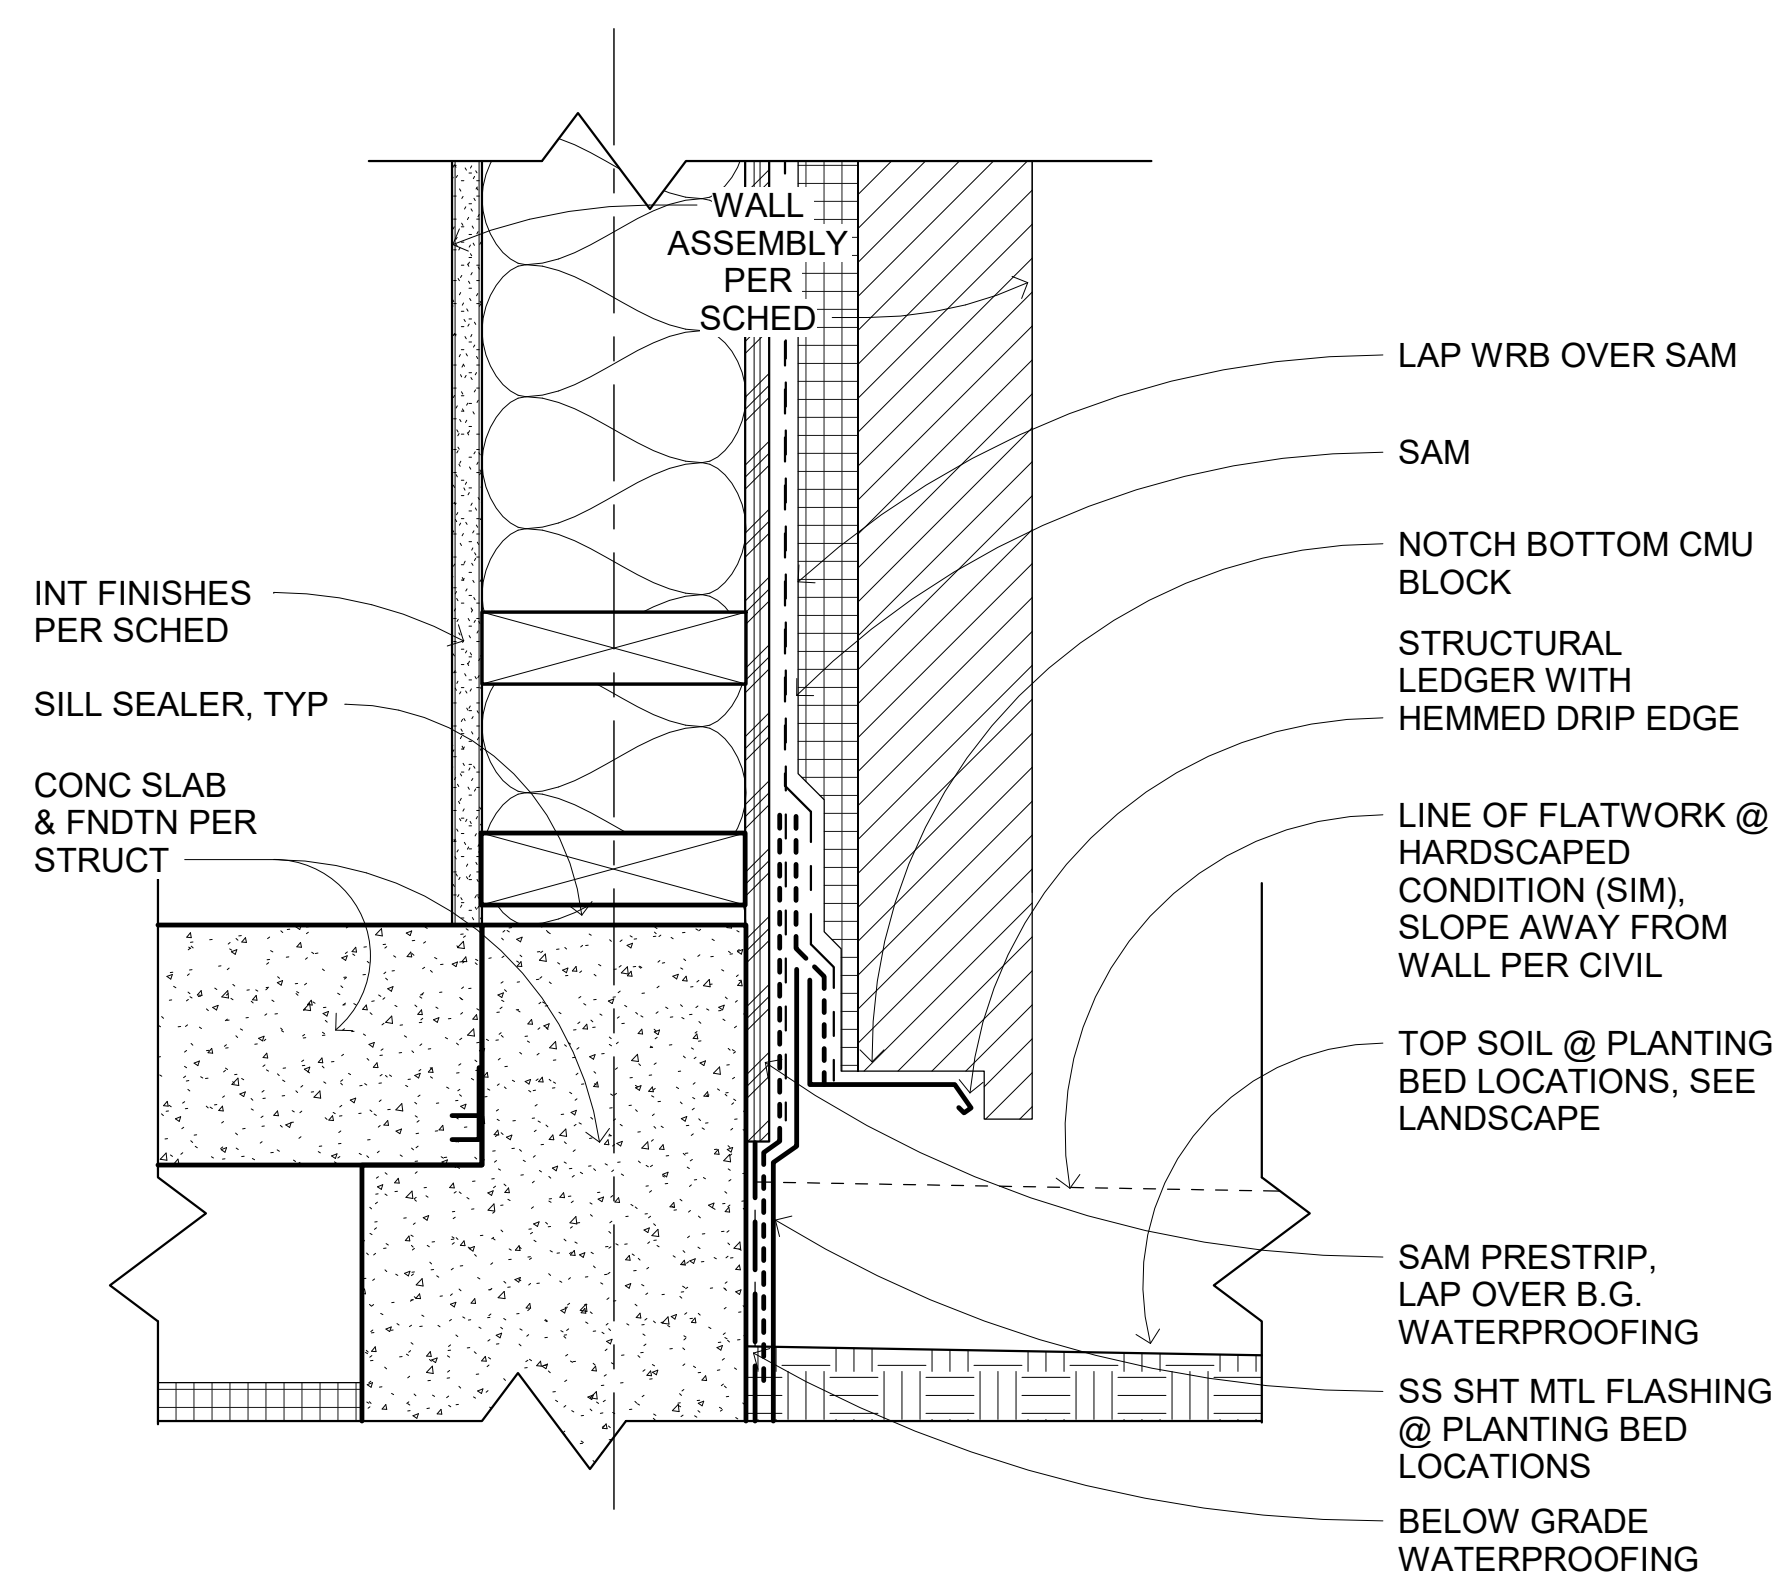 WALL
ASSEMBLY
PER
SCHED
INT FINISHES
PER SCHED
SILL SEALER, TYP
CONC SLAB
& FNDTN PER
STRUCT
LAP WRB OVER SAM
SAM
NOTCH BOTTOM CMU
BLOCK
STRUCTURAL
LEDGER WITH
HEMMED DRIP EDGE
LINE OF FLATWORK @
HARDSCAPED
CONDITION (SIM),
SLOPE AWAY FROM
WALL PER CIVIL
TOP SOIL @ PLANTING
BED LOCATIONS, SEE
LANDSCAPE
SAM PRESTRIP,
LAP OVER B.G.
WATERPROOFING
SS SHT MTL FLASHING
@ PLANTING BED
LOCATIONS
BELOW GRADE
WATERPROOFING